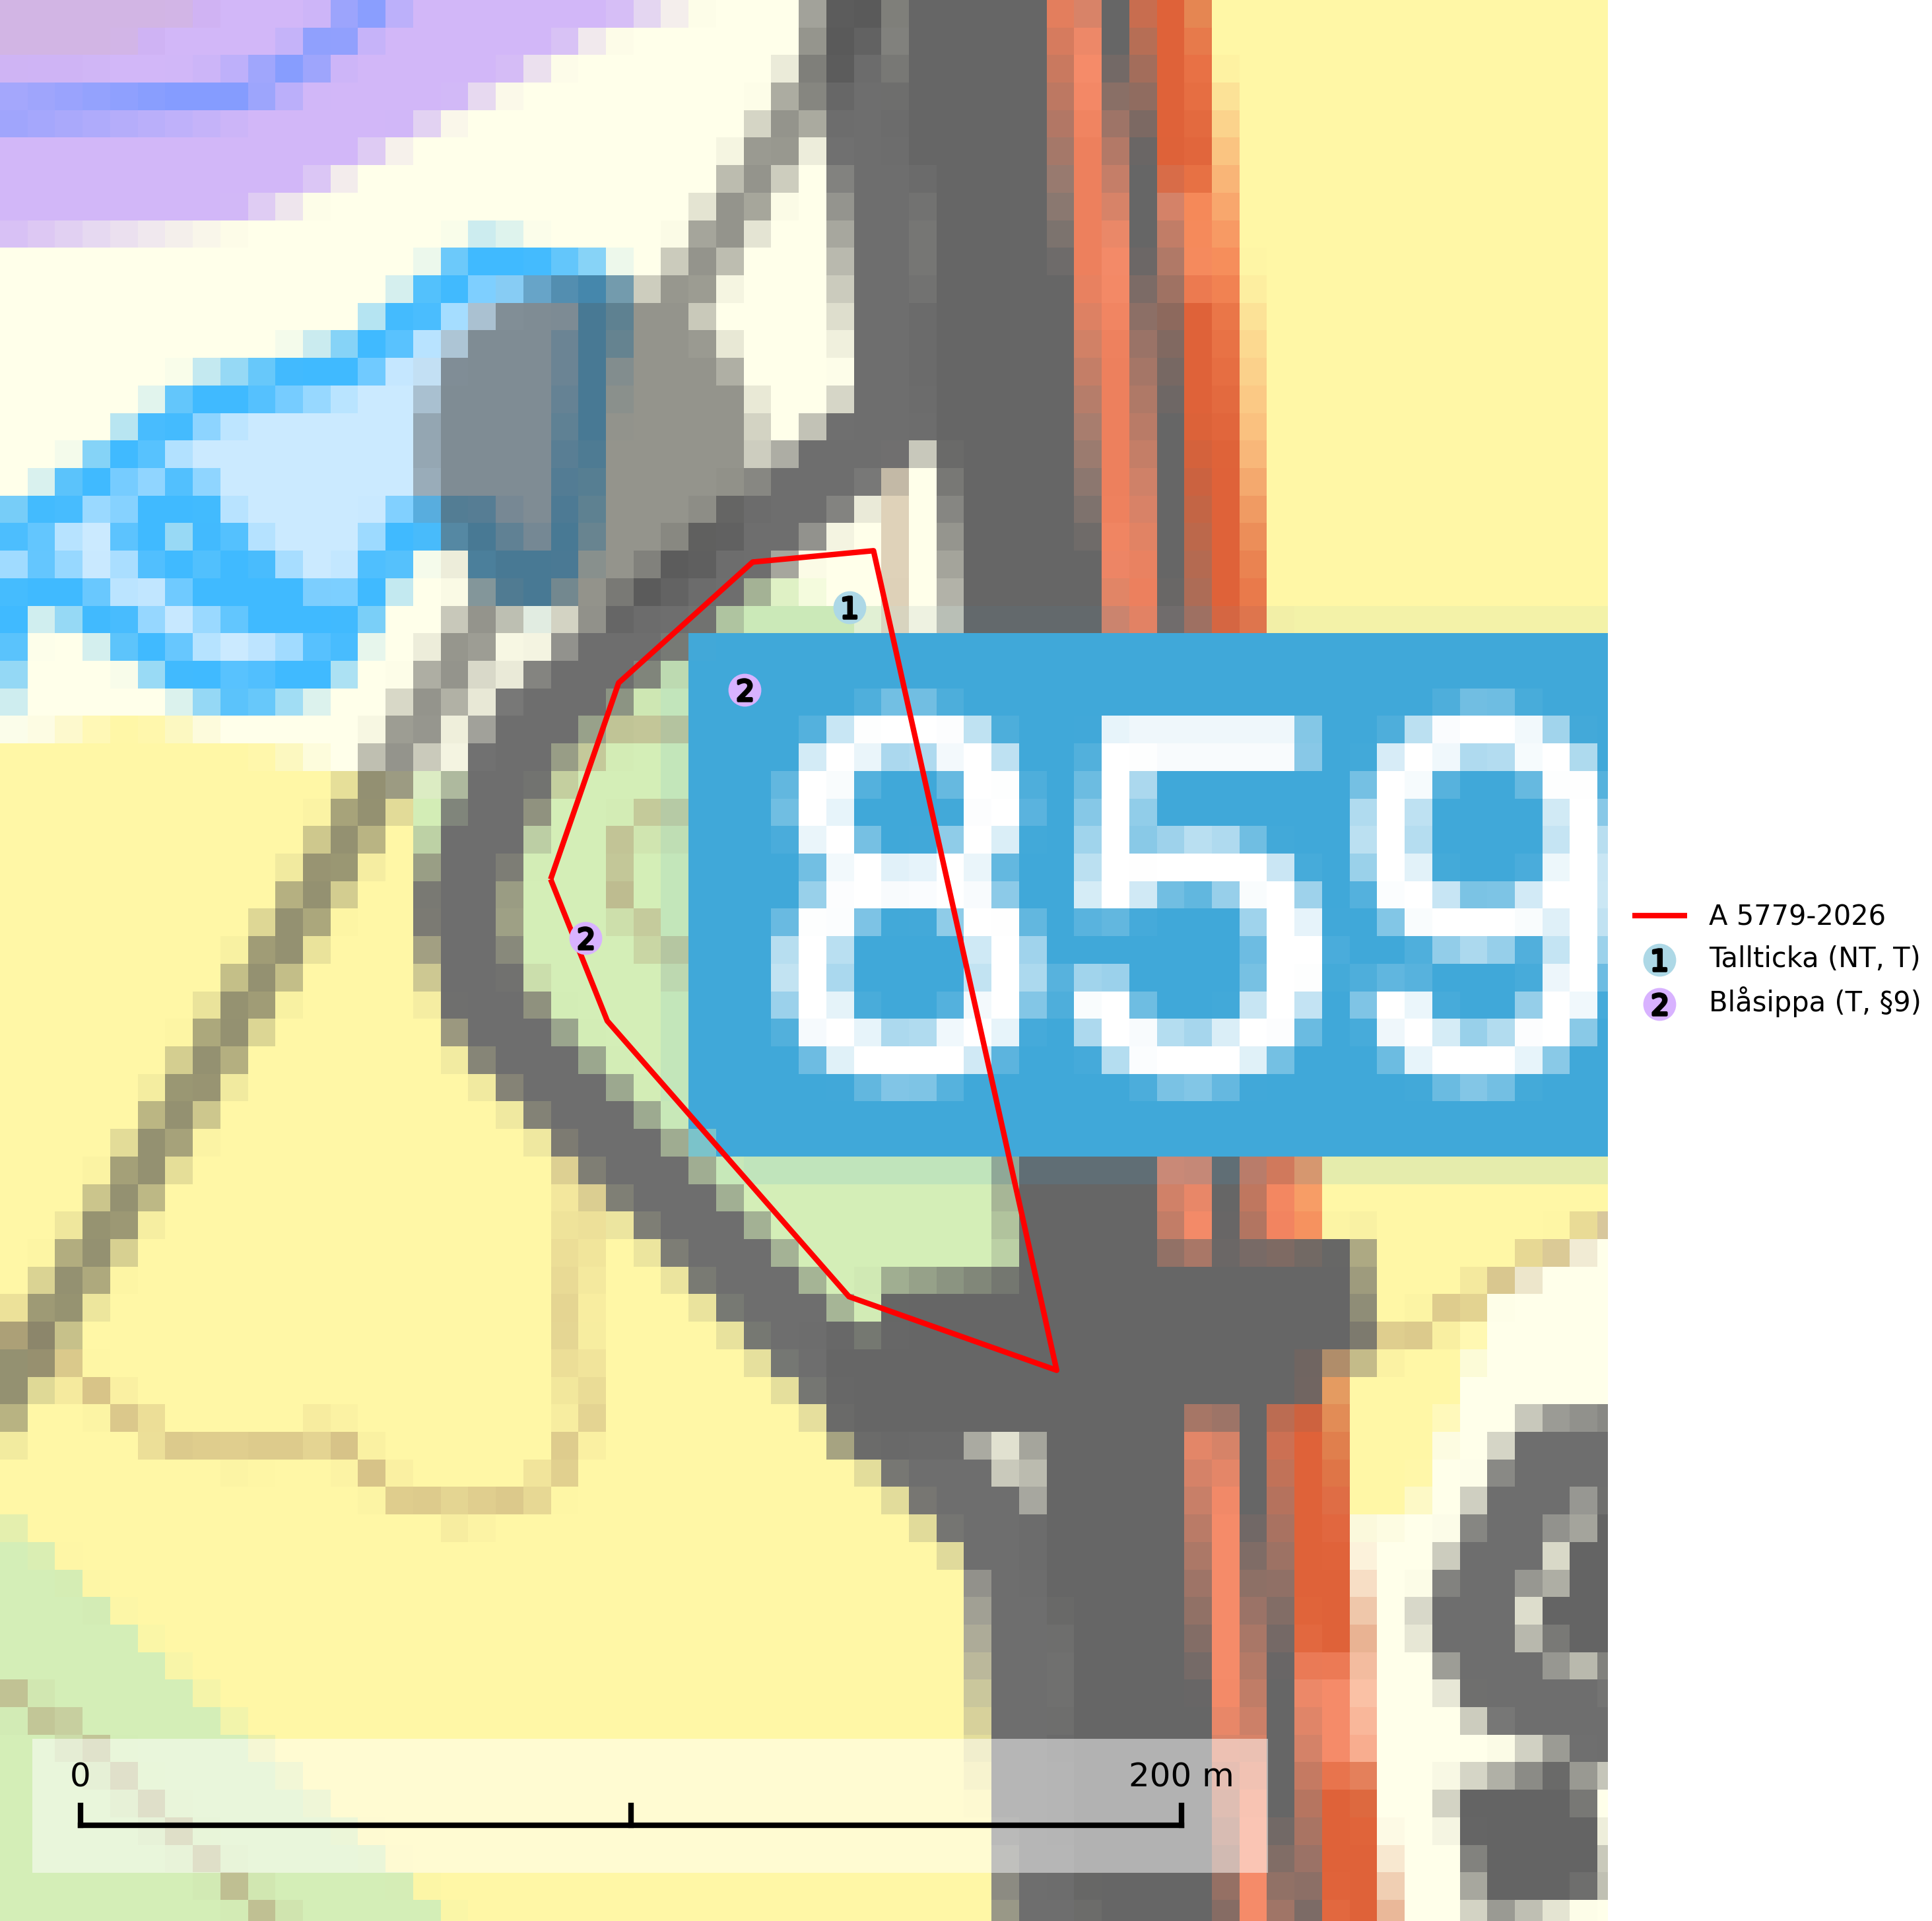 1
2
859
2
A 5779-2026
1 Tallticka (NT, T)
2 Blåsippa (T, §9)
0 200 m